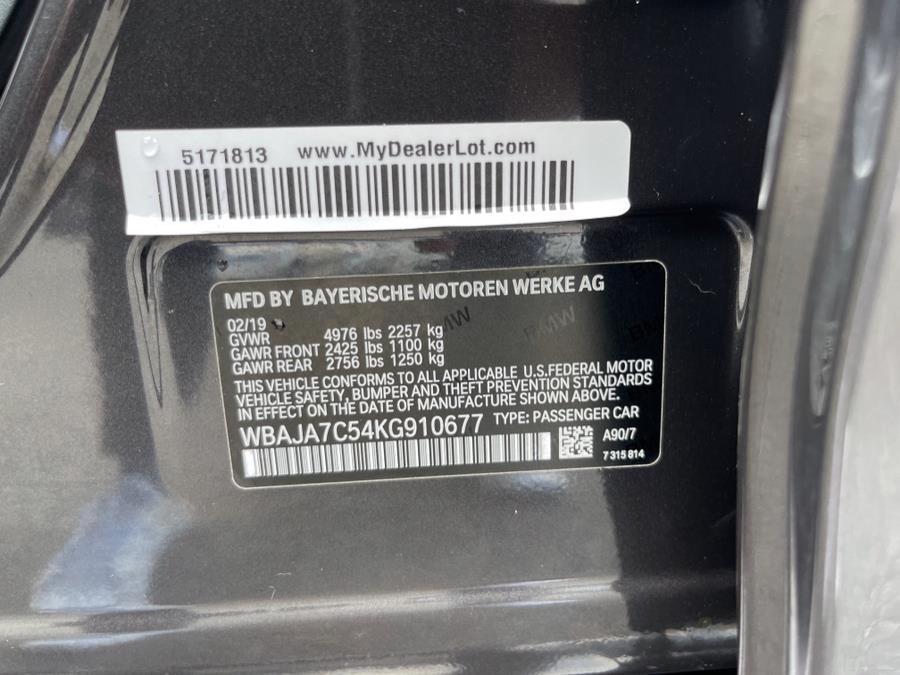 5171813 www.MyDealerLot.com
MFD BY BAYERISCHE MOTOREN WERKE AG
02/19
GVWR 4976 lbs 2257 kg
GAWR FRONT 2425 lbs 1100 kg
GAWR REAR 2756 lbs 1250 kg
THIS VEHICLE CONFORMS TO ALL APPLICABLE U.S.FEDERAL MOTOR
VEHICLE SAFETY, BUMPER AND THEFT PREVENTION STANDARDS
IN EFFECT ON THE DATE OF MANUFACTURE SHOWN ABOVE.
WBAJA7C54KG910677 TYPE: PASSENGER CAR
A90/7
7 315 814